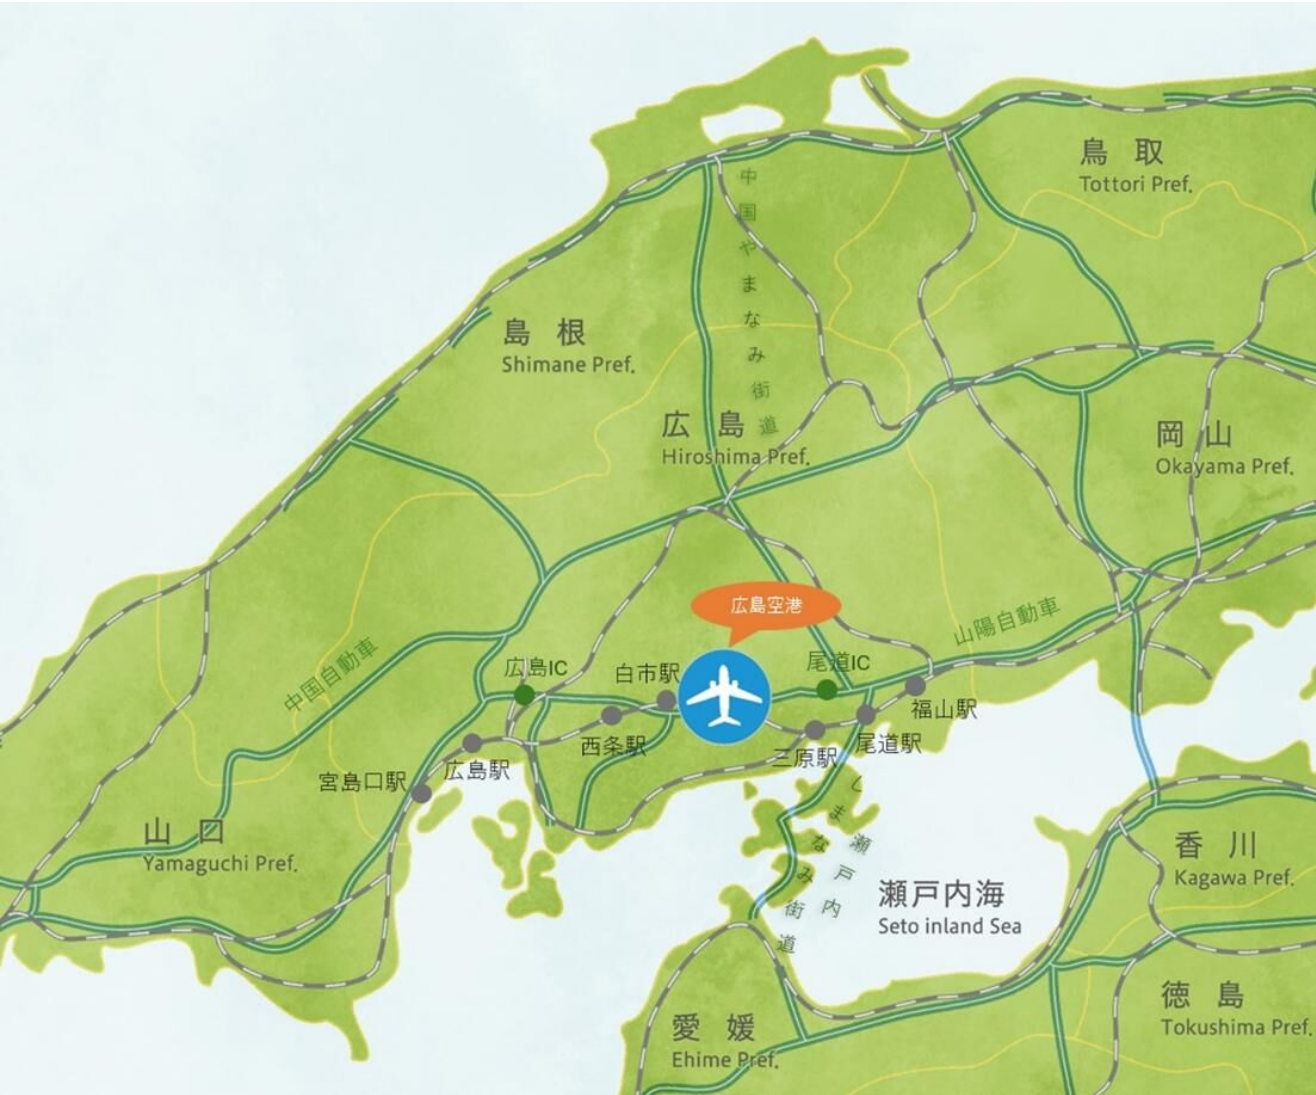 鳥取
Tottori Pref.
中国やまなみ街道
島根
Shimane Pref.
広島
Hiroshima Pref.
岡山
Okayama Pref.
広島空港
山陽自動車
中国自動車
広島IC
白市駅
尾道IC
福山駅
西条駅
三原駅
尾道駅
広島駅
宮島口駅
山口
Yamaguchi Pref.
瀬戸内
しまなみ街道
瀬戸内海
Seto inland Sea
香川
Kagawa Pref.
徳島
Tokushima Pref.
愛媛
Ehime Pref.